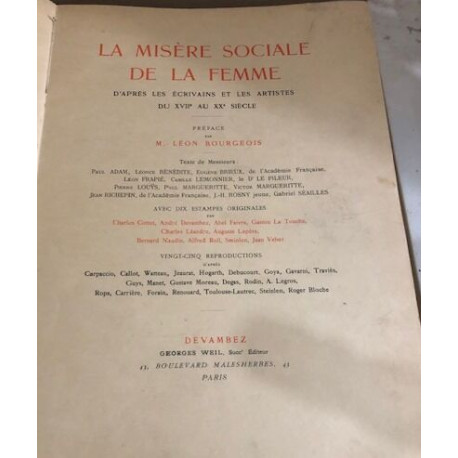 LA MISÈRE SOCIALE
DE LA FEMME
D'APRÈS LES ÉCRIVAINS ET LES ARTISTES
DU XVIIe AU XXe SIÈCLE
PRÉFACE
PAR
M. LÉON BOURGEOIS
Texte de Messieurs
Paul ADAM, Léonce BÉNÉDITE, Eugène BRIEUX, de l'Académie Française,
Léon FRAPIÉ, Camille LEMONNIER, le Dr LE PILEUR,
Pierre LOUŸS, Paul MARGUERITTE, Victor MARGUERITTE,
Jean RICHEPIN, de l'Académie Française, J.-H. ROSNY jeune, Gabriel SÉAILLES
AVEC DIX ESTAMPES ORIGINALES
PAR
Charles Cottet, André Devambez, Abel Faivre, Gaston La Touche,
Charles Léandre, Auguste Lepère,
Bernard Naudin, Alfred Roll, Steinlen, Jean Veber
VINGT-CINQ REPRODUCTIONS
D'APRÈS
Carpaccio, Callot, Watteau, Jeaurat, Hogarth, Debucourt, Goya, Gavarni, Traviès,
Guys, Manet, Gustave Moreau, Degas, Rodin, A. Legros,
Rops, Carrière, Forain, Renouard, Toulouse-Lautrec, Steinlen, Roger Bloche
DEVAMBEZ
GEORGES WEIL, Succr Éditeur
43, BOULEVARD MALESHERBES, 43
PARIS